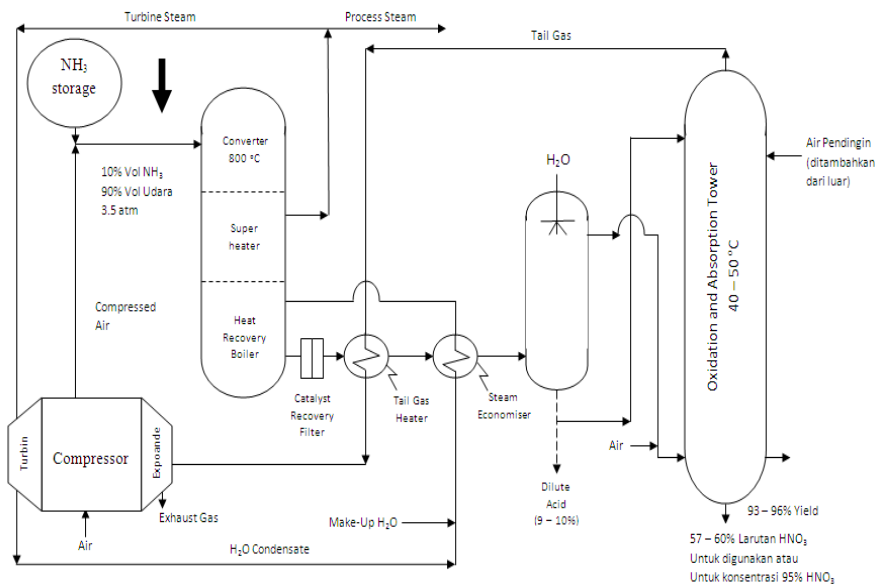 Turbine Steam
Process Steam
Tail Gas
NH₃
storage
Converter
800 °C
10% Vol NH₃
90% Vol Udara
3.5 atm
Super
heater
Heat
Recovery
Boiler
Compressed
Air
H₂O
Air Pendingin
(ditambahkan
dari luar)
Oxidation and Absorption Tower
40 – 50 °C
Catalyst
Recovery
Filter
Tail Gas
Heater
Steam
Economiser
Turbin
Compressor
Expoande
Exhaust Gas
Air
Make-Up H₂O
H₂O Condensate
Dilute
Acid
(9 – 10%)
Air
93 – 96% Yield
57 – 60% Larutan HNO₃
Untuk digunakan atau
Untuk konsentrasi 95% HNO₃